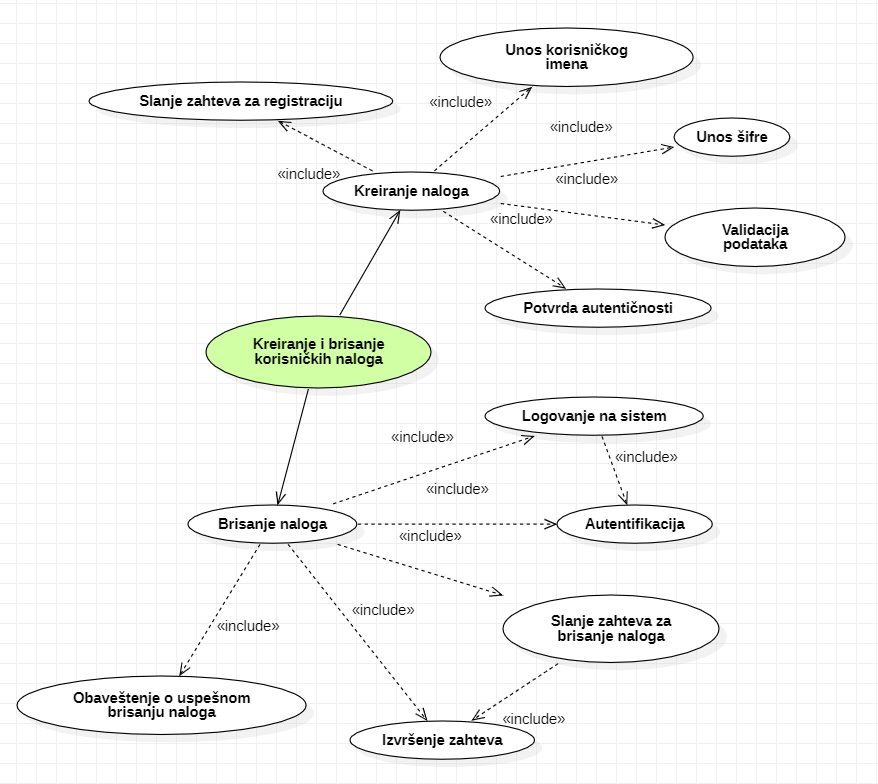 Unos korisničkog
imena
Slanje zahteva za registraciju
«include»
«include»
Unos šifre
«include»
«include»
Kreiranje naloga
«include»
Validacija
podataka
Potvrda autentičnosti
Kreiranje i brisanje
korisničkih naloga
Logovanje na sistem
«include»
«include»
«include»
Brisanje naloga
Autentifikacija
«include»
«include»
«include»
Slanje zahteva za
brisanje naloga
Obaveštenje o uspešnom
brisanju naloga
«include»
Izvršenje zahteva